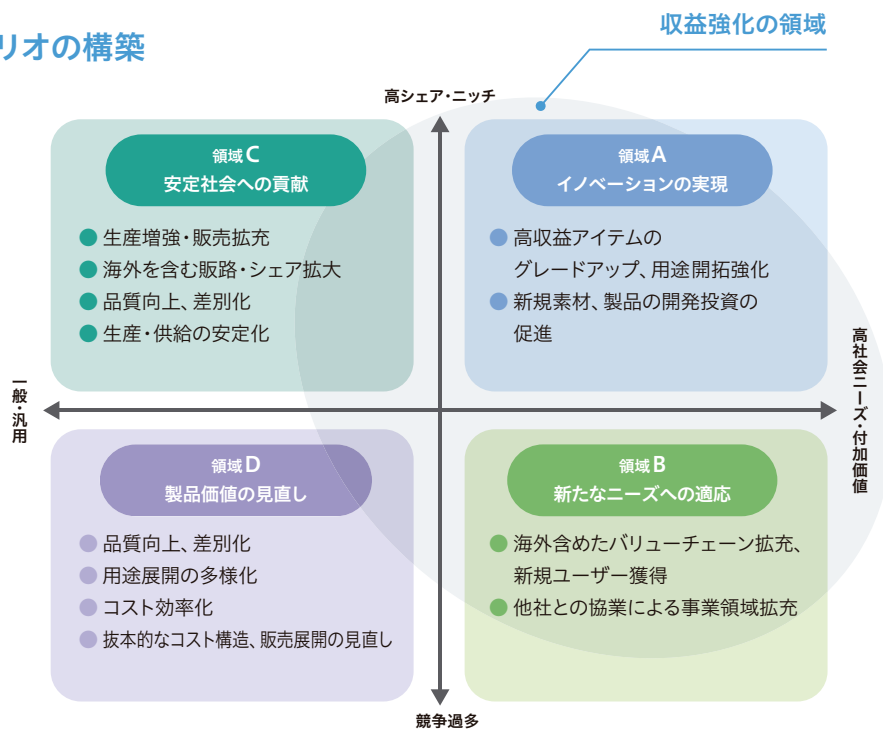 リオの構築
収益強化の領域
高シェア・ニッチ
領域C
安定社会への貢献
● 生産増強・販売拡充
● 海外を含む販路・シェア拡大
● 品質向上、差別化
● 生産・供給の安定化
領域A
イノベーションの実現
● 高収益アイテムの
グレードアップ、用途開拓強化
● 新規素材、製品の開発投資の
促進
一般・汎用
高社会ニーズ・付加価値
領域D
製品価値の見直し
● 品質向上、差別化
● 用途展開の多様化
● コスト効率化
● 抜本的なコスト構造、販売展開の見直し
領域B
新たなニーズへの適応
● 海外含めたバリューチェーン拡充、
新規ユーザー獲得
● 他社との協業による事業領域拡充
競争過多